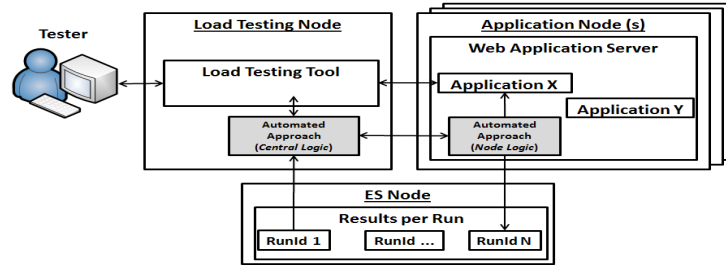 Tester
Load Testing Node
Load Testing Tool
Automated
Approach
(Central Logic)
Application Node (s)
Web Application Server
Application X
Application Y
Automated
Approach
(Node Logic)
ES Node
Results per Run
RunId 1
RunId ...
RunId N